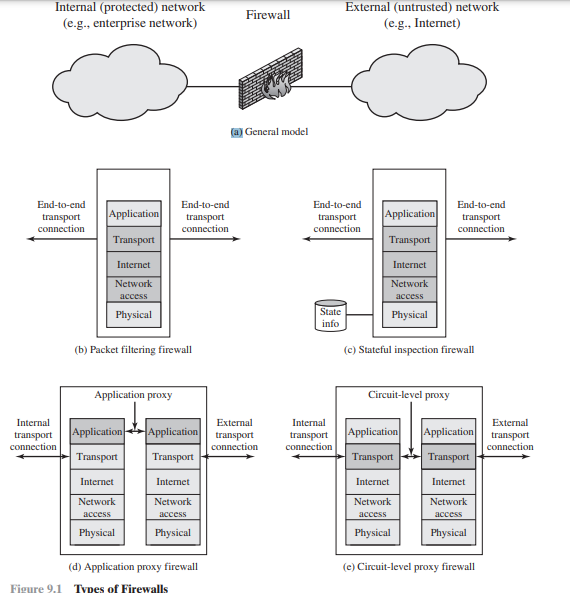 Internal (protected) network
(e.g., enterprise network)
Firewall
External (untrusted) network
(e.g., Internet)
(a) General model
End-to-end
transport
connection
Application
Transport
Internet
Network
access
Physical
End-to-end
transport
connection
(b) Packet filtering firewall
End-to-end
transport
connection
Application
Transport
Internet
Network
access
Physical
End-to-end
transport
connection
State
info
(c) Stateful inspection firewall
Application proxy
Internal
transport
connection
Application
Transport
Internet
Network
access
Physical
Application
Transport
Internet
Network
access
Physical
External
transport
connection
(d) Application proxy firewall
Circuit-level proxy
Internal
transport
connection
Application
Transport
Internet
Network
access
Physical
Application
Transport
Internet
Network
access
Physical
External
transport
connection
(e) Circuit-level proxy firewall
Figure 9.1 Types of Firewalls